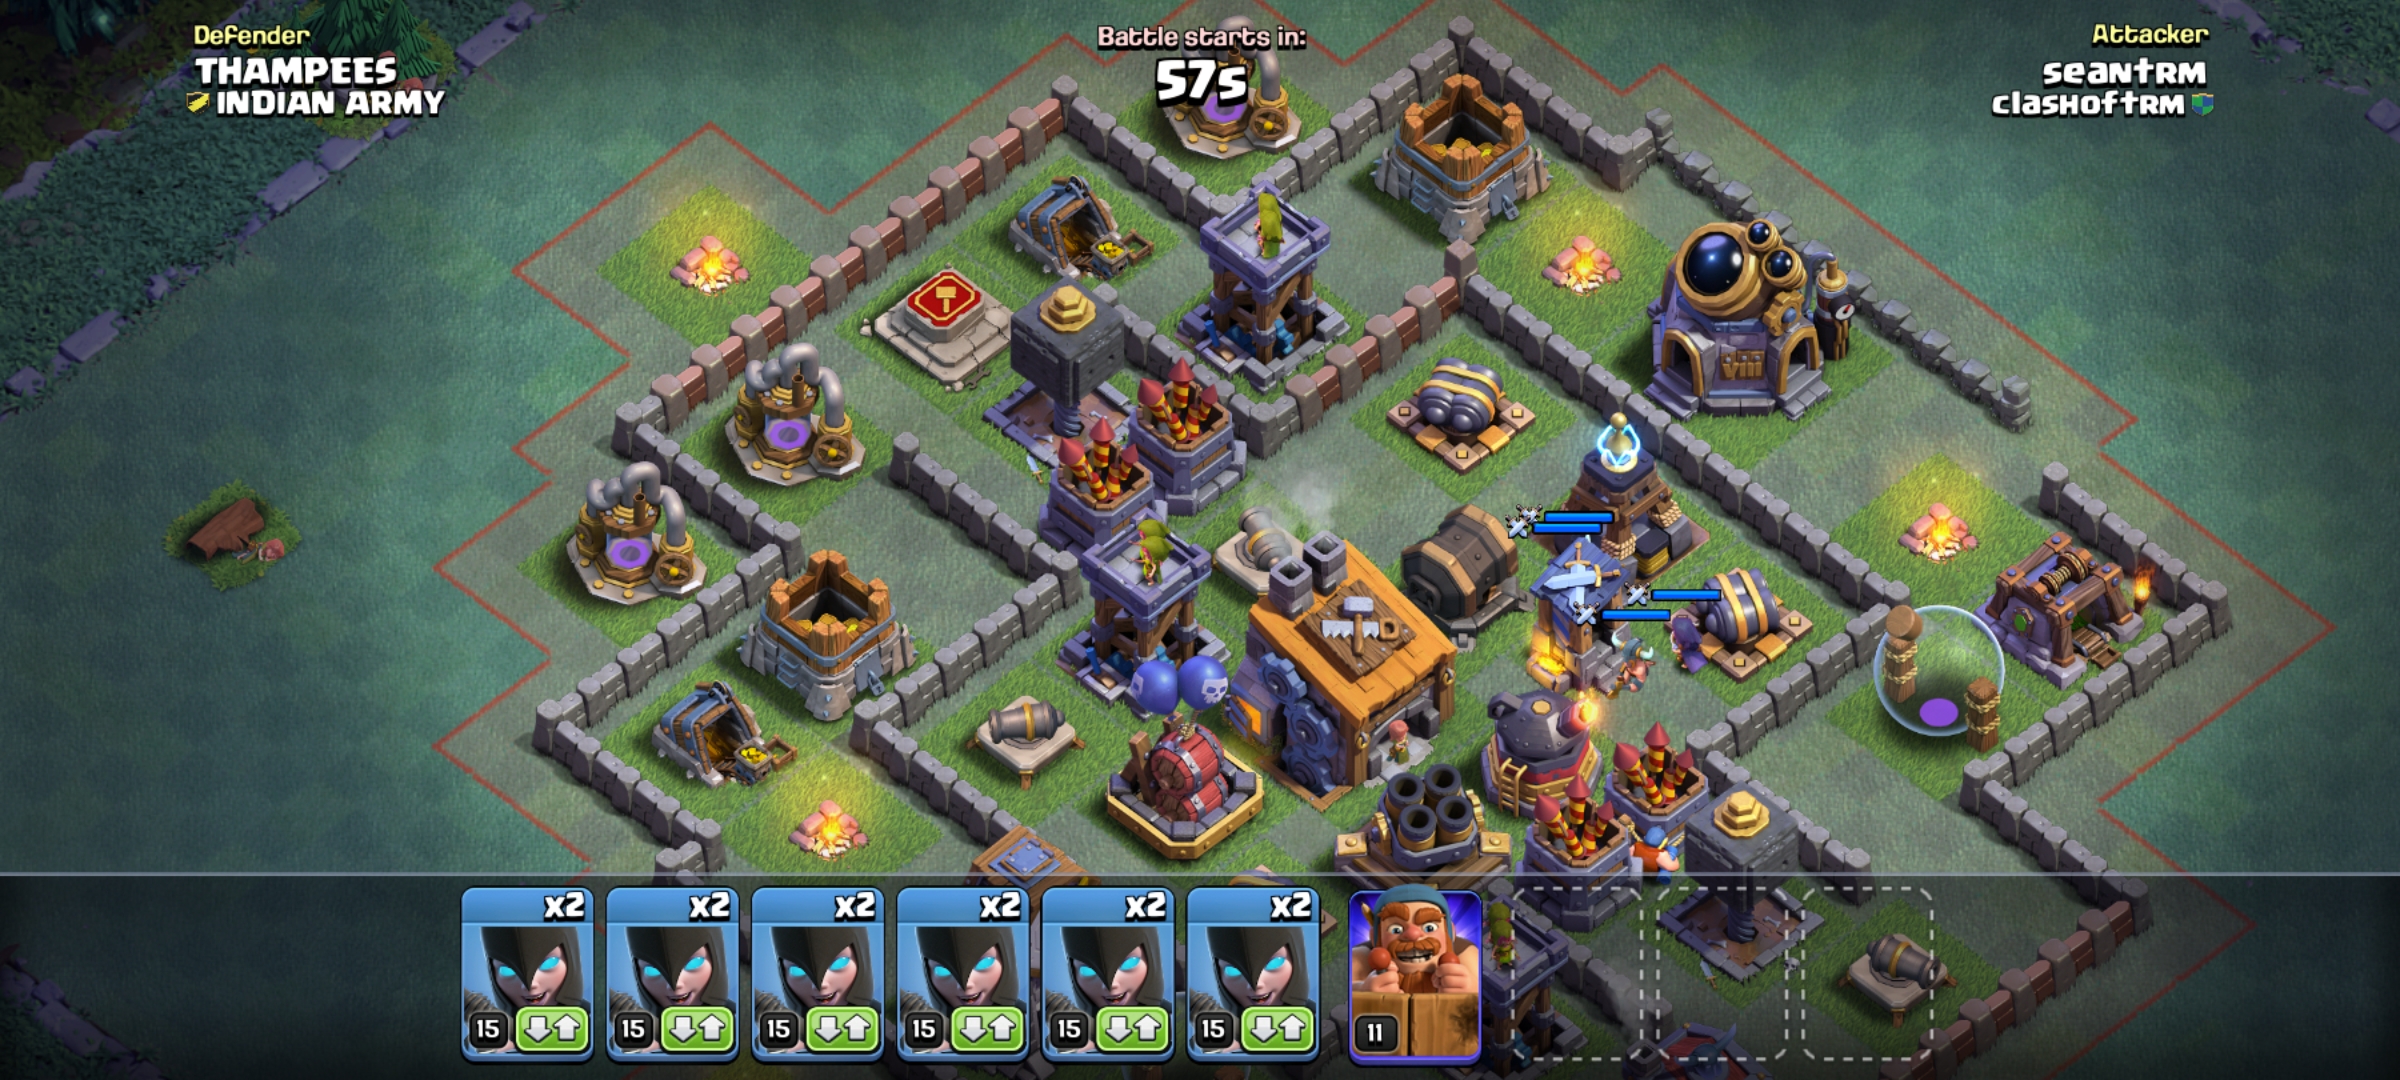 Defender
THAMPEES
INDIAN ARMY
Battle starts in:
57s
Attacker
seantRM
clashoftRM
VIII
x2
x2
x2
x2
x2
x2
15
15
15
15
15
15
11